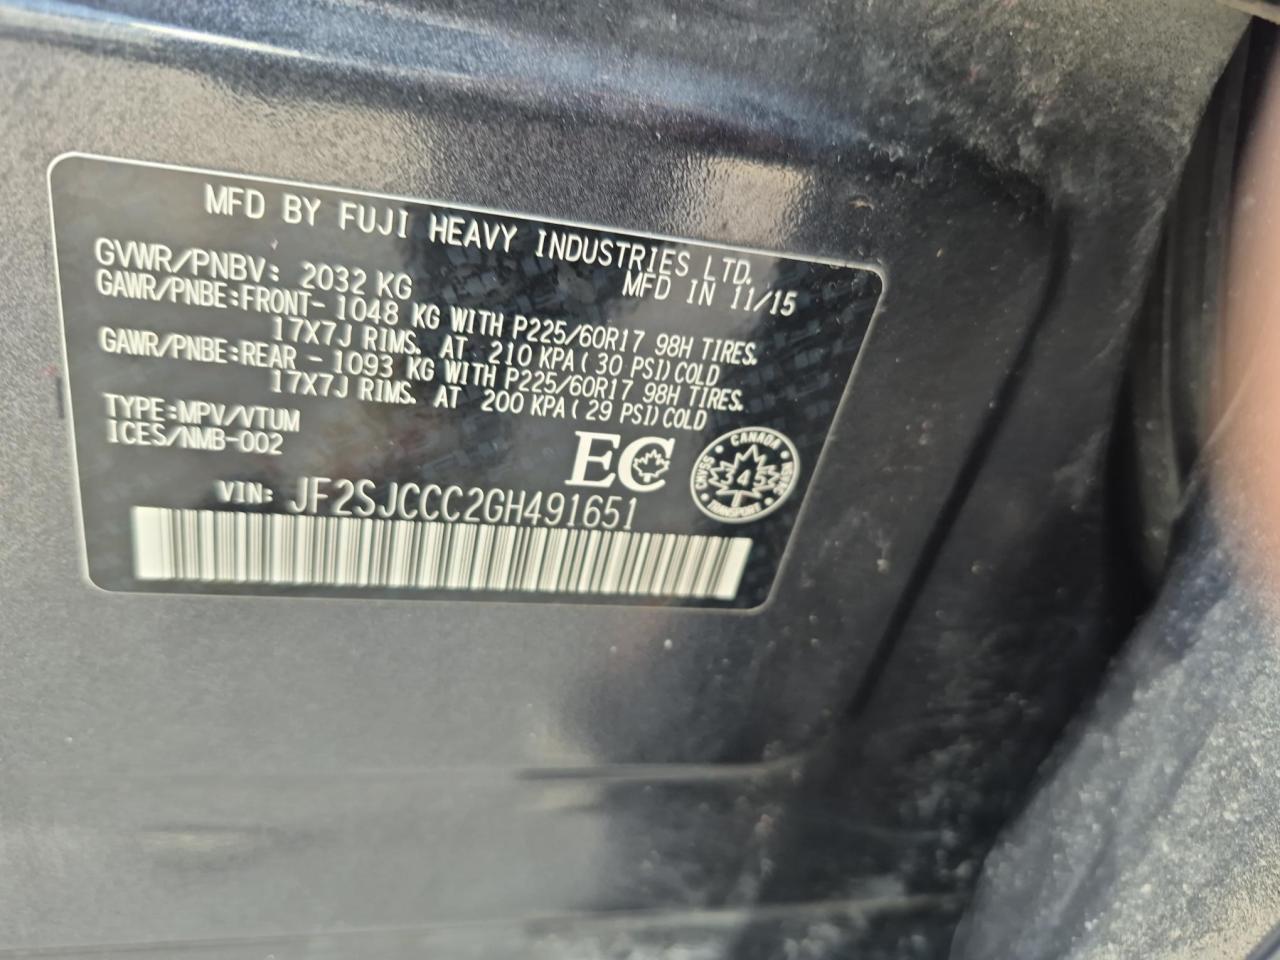 MFD BY FUJI HEAVY INDUSTRIES LTD.
GVWR/PNBV: 2032 KG MFD IN 11/15
GAWR/PNBE:FRONT- 1048 KG WITH P225/60R17 98H TIRES.
17X7J RIMS. AT 210 KPA(30 PSI)COLD
GAWR/PNBE:REAR - 1093 KG WITH P225/60R17 98H TIRES.
17X7J RIMS. AT 200 KPA(29 PSI)COLD
TYPE:MPV/VTUM
ICES/NMB-002
EC
CANADA
343
TRANSPORT
VIN: JF2SJCCC2GH491651